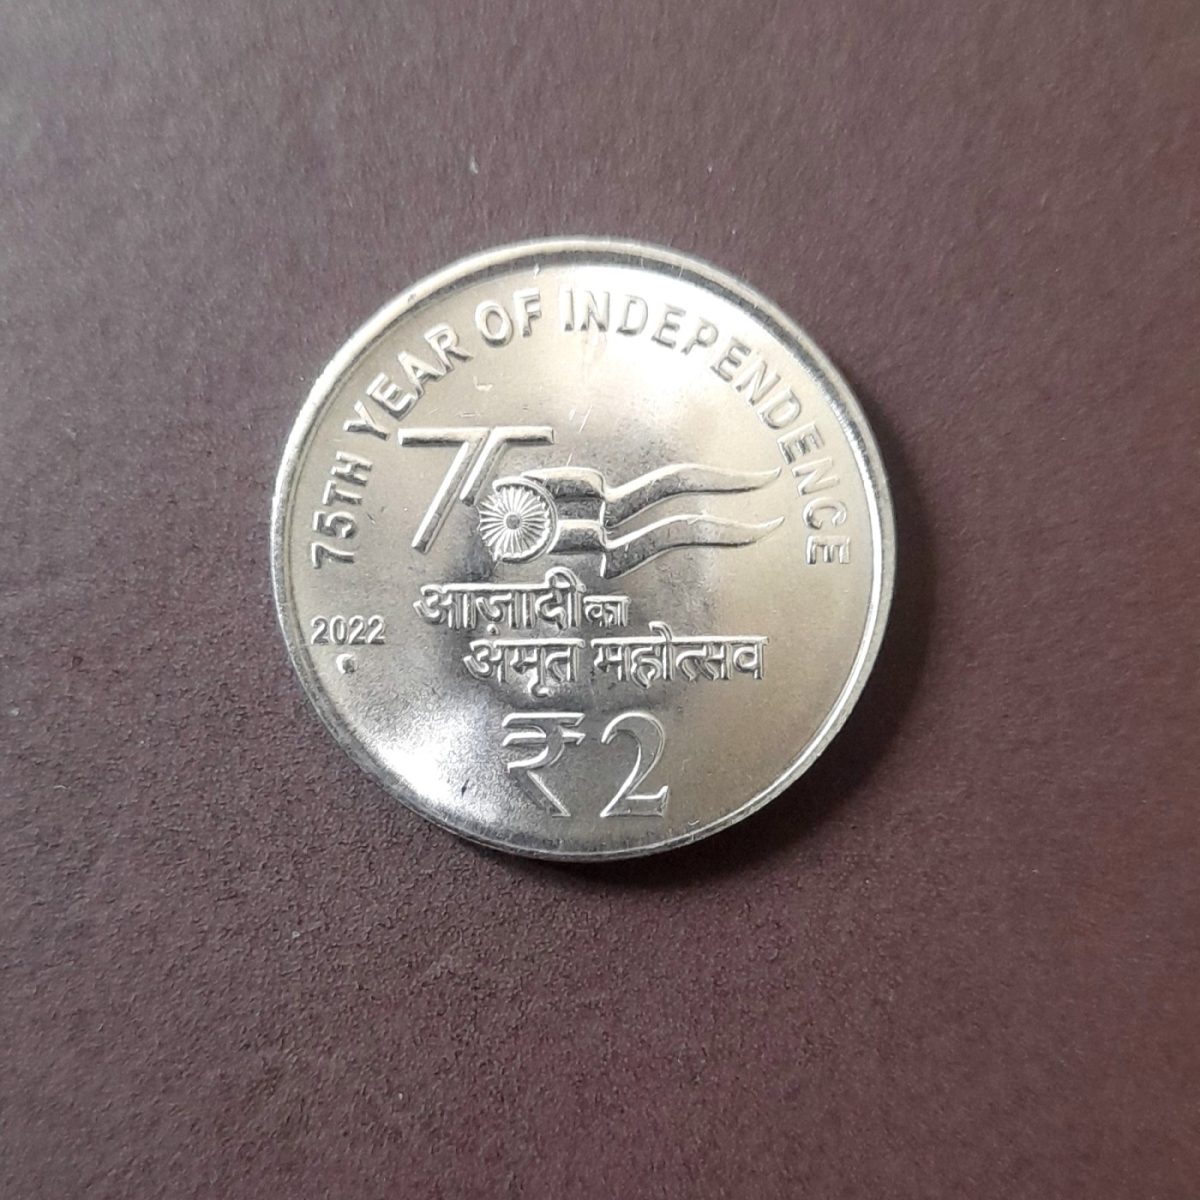 75TH YEAR OF INDEPENDENCE
75
आज़ादी का
अमृत महोत्सव
2022
₹2